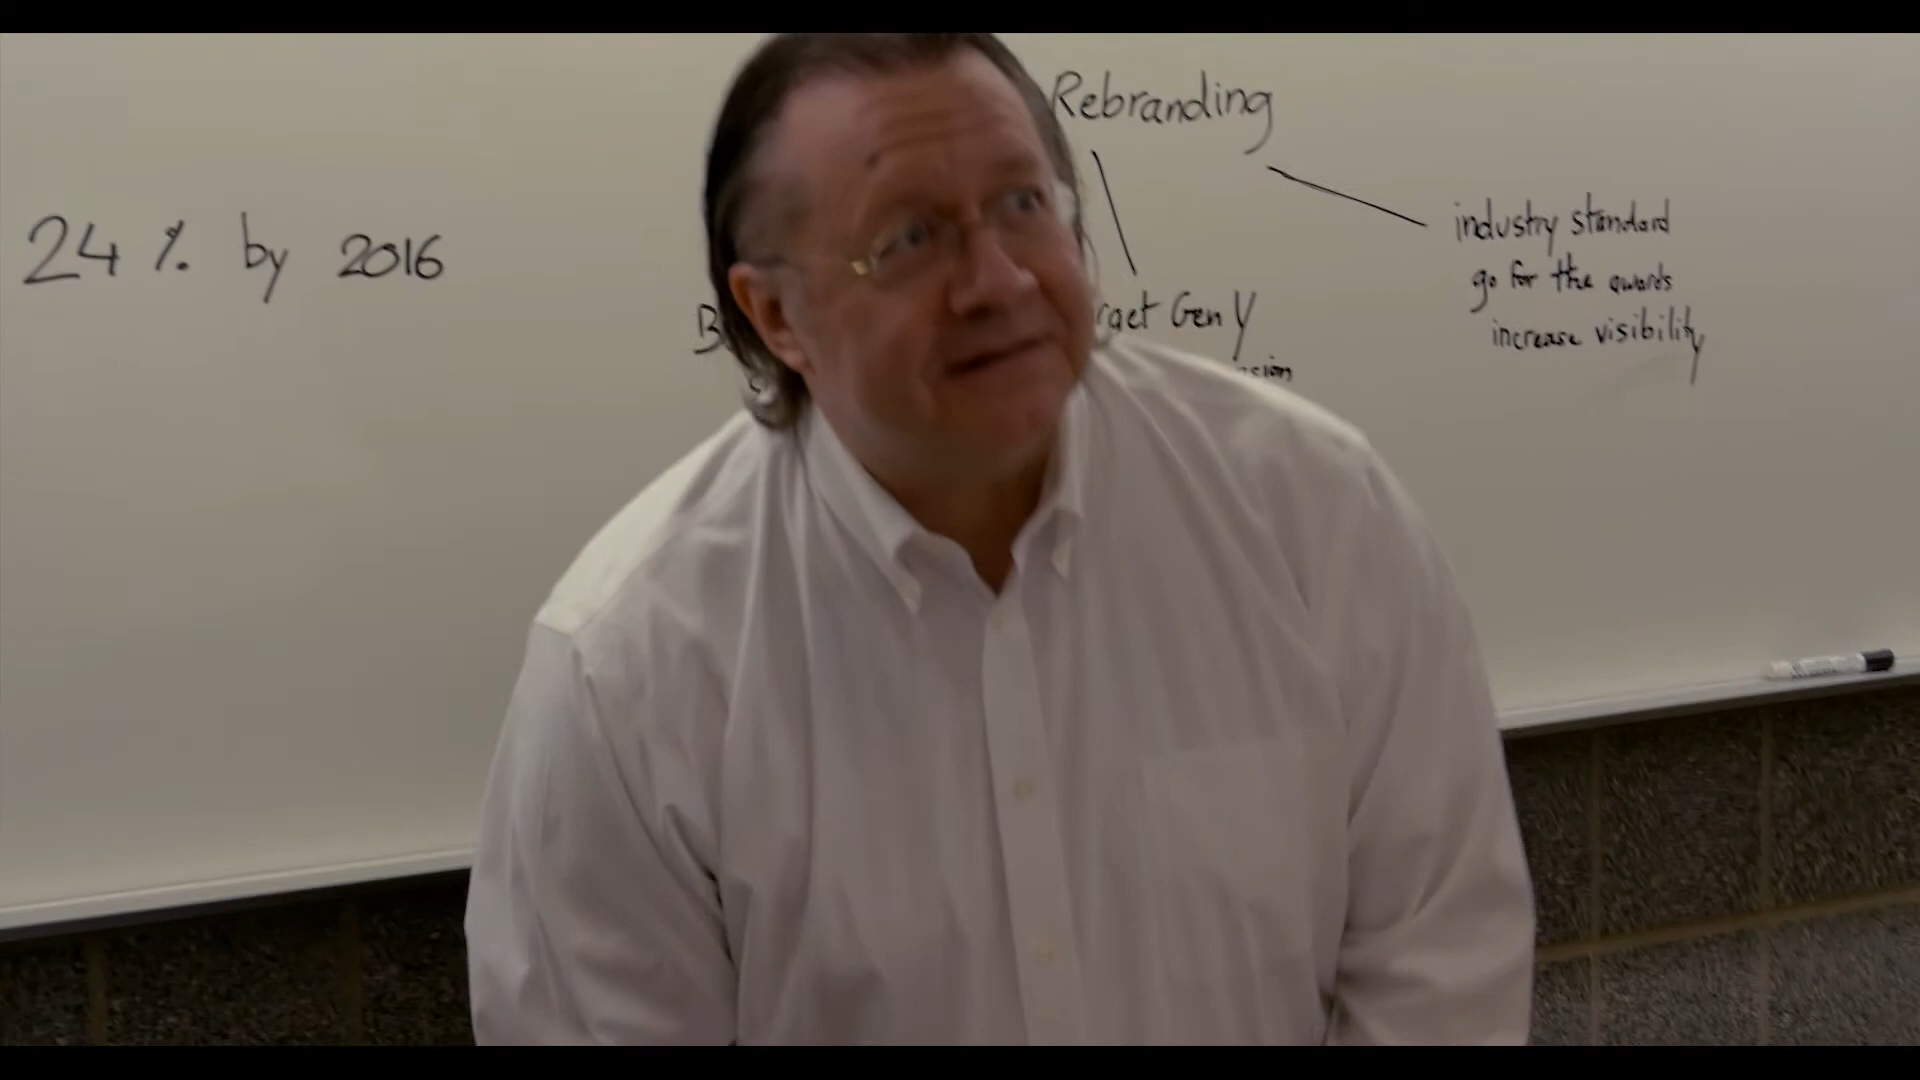 Rebranding
24 % by 2016
industry standard
go for the awards
increase visibility
Gen Y